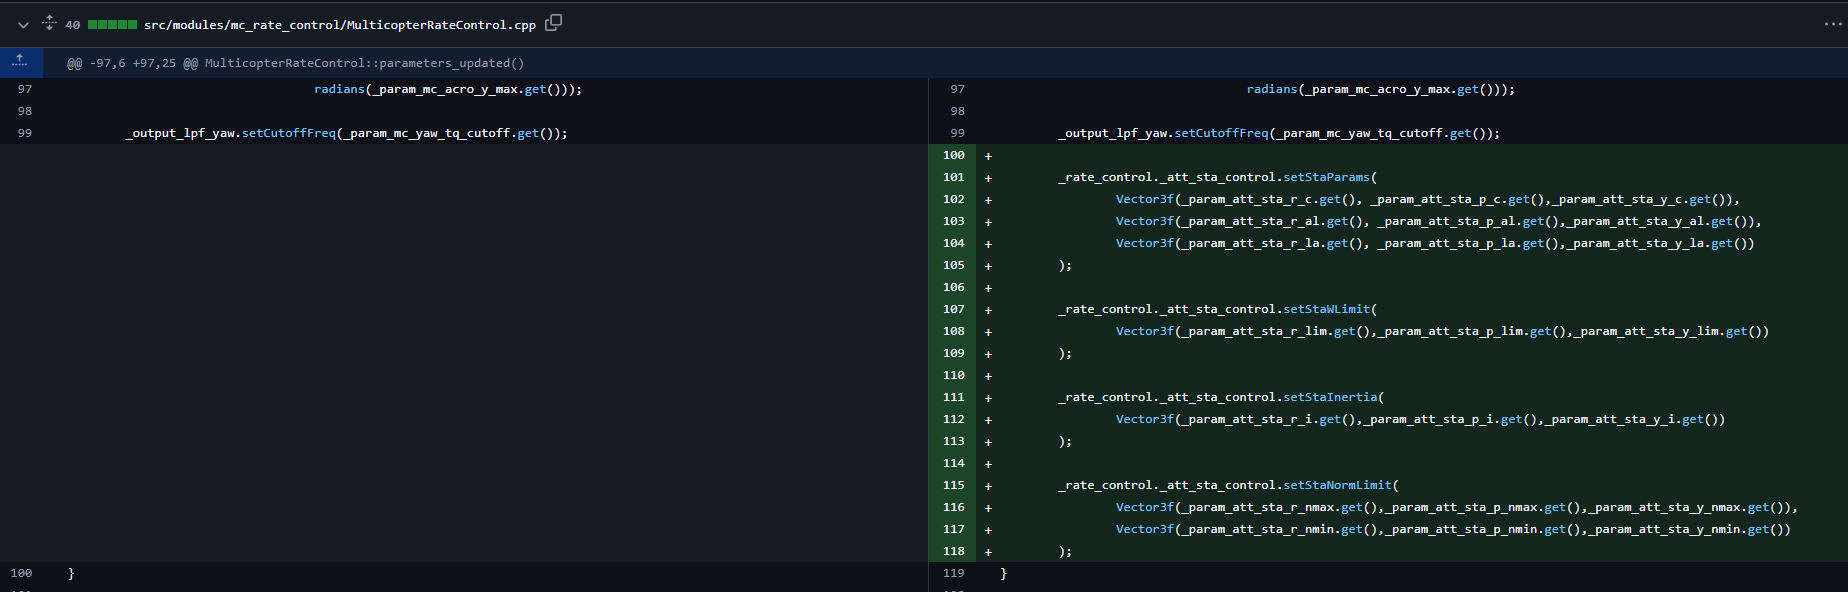 40 src/modules/mc_rate_control/MulticopterRateControl.cpp
@@ -97,6 +97,25 @@ MulticopterRateControl::parameters_updated()
97 radians(_param_mc_acro_y_max.get()));
98
99 _output_lpf_yaw.setCutoffFreq(_param_mc_yaw_tq_cutoff.get());
100 }
97 radians(_param_mc_acro_y_max.get()));
98
99 _output_lpf_yaw.setCutoffFreq(_param_mc_yaw_tq_cutoff.get());
100 +
101 + _rate_control._att_sta_control.setStaParams(
102 + Vector3f(_param_att_sta_r_c.get(), _param_att_sta_p_c.get(),_param_att_sta_y_c.get()),
103 + Vector3f(_param_att_sta_r_al.get(), _param_att_sta_p_al.get(),_param_att_sta_y_al.get()),
104 + Vector3f(_param_att_sta_r_la.get(), _param_att_sta_p_la.get(),_param_att_sta_y_la.get())
105 + );
106 +
107 + _rate_control._att_sta_control.setStaWLimit(
108 + Vector3f(_param_att_sta_r_lim.get(),_param_att_sta_p_lim.get(),_param_att_sta_y_lim.get())
109 + );
110 +
111 + _rate_control._att_sta_control.setStaInertia(
112 + Vector3f(_param_att_sta_r_i.get(),_param_att_sta_p_i.get(),_param_att_sta_y_i.get())
113 + );
114 +
115 + _rate_control._att_sta_control.setStaNormLimit(
116 + Vector3f(_param_att_sta_r_nmax.get(),_param_att_sta_p_nmax.get(),_param_att_sta_y_nmax.get()),
117 + Vector3f(_param_att_sta_r_nmin.get(),_param_att_sta_p_nmin.get(),_param_att_sta_y_nmin.get())
118 + );
119 }